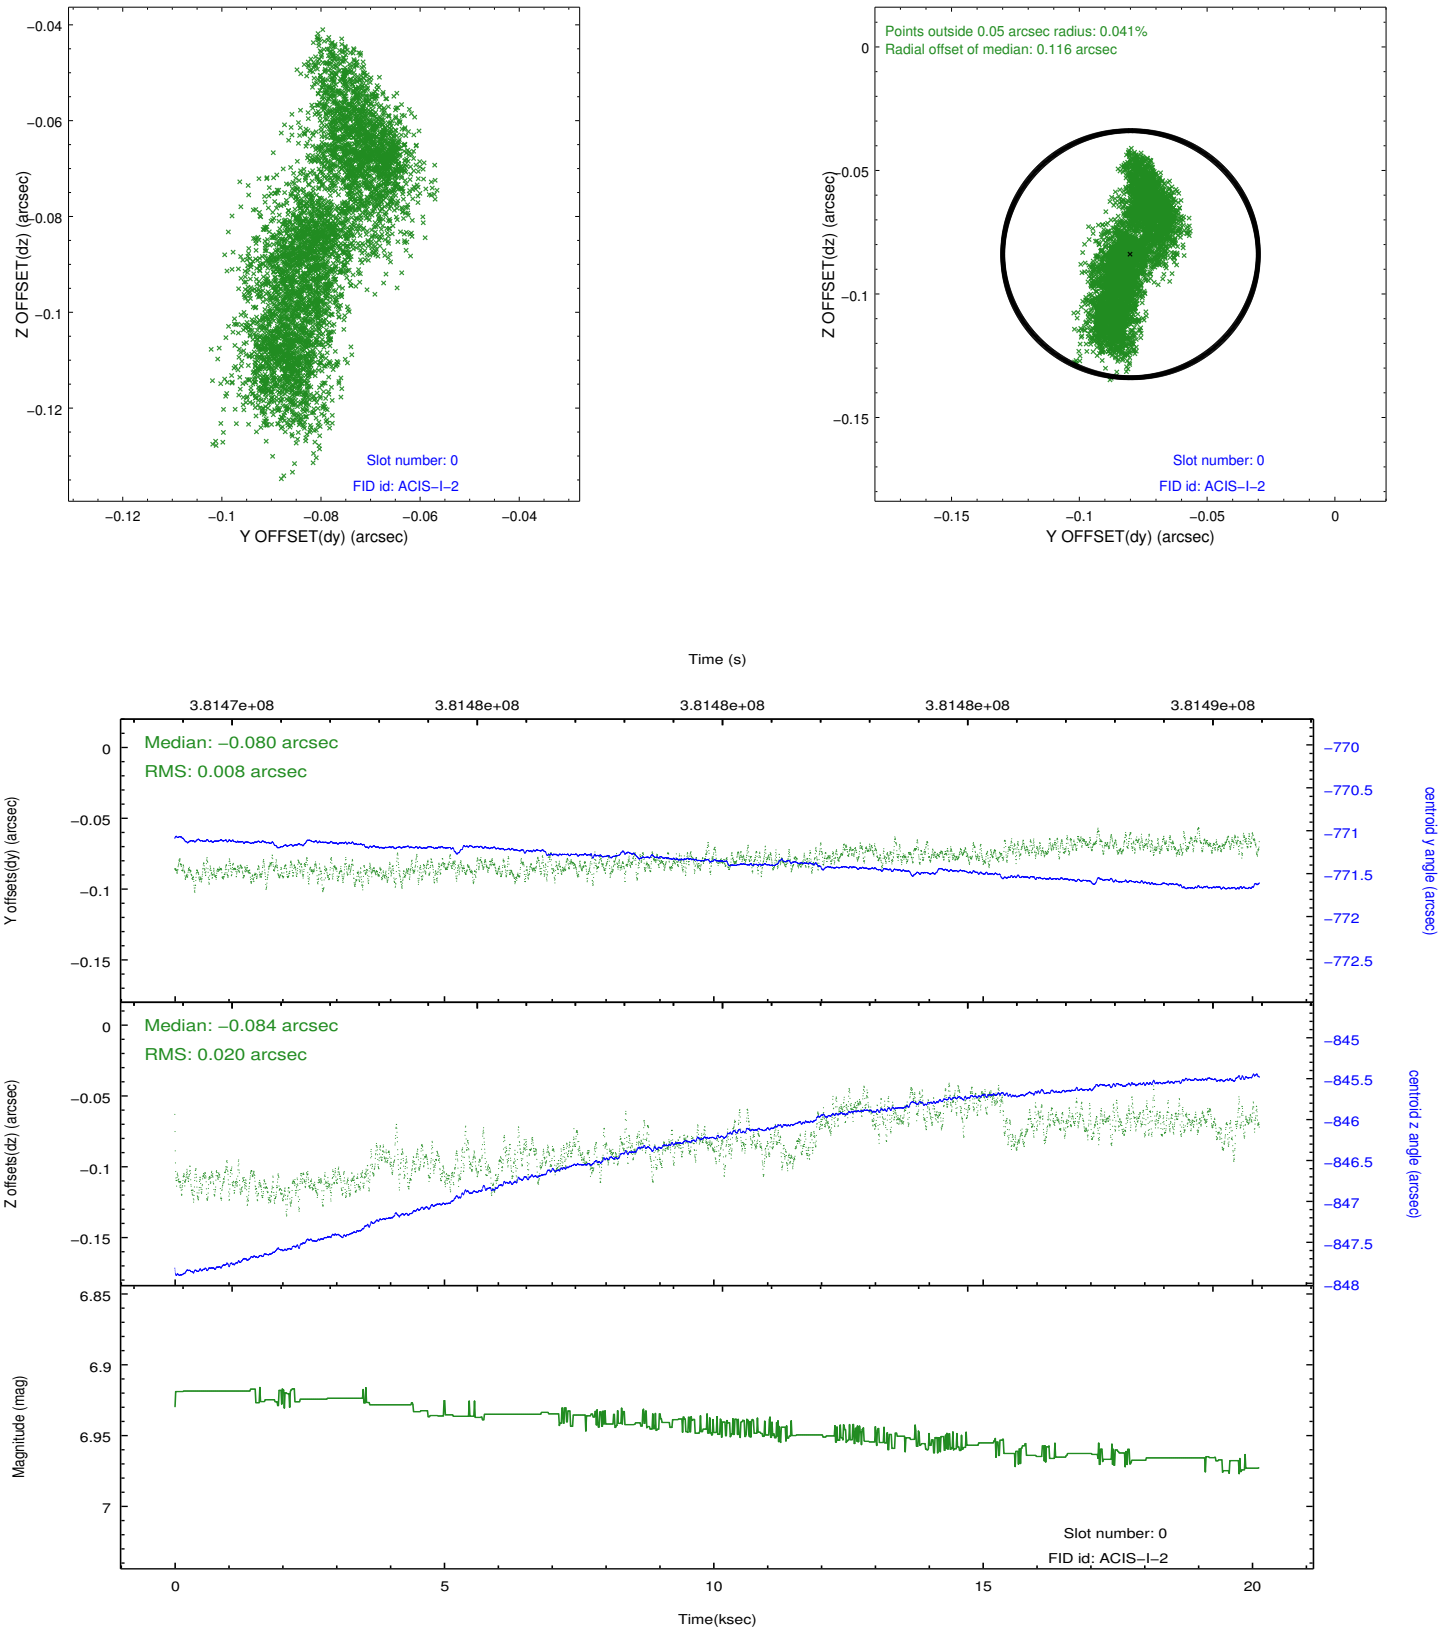 −0.04
−0.06
−0.08
−0.1
−0.12
Z OFFSET(dz) (arcsec)
Slot number: 0
FID id: ACIS−I−2
−0.12 −0.1 −0.08 −0.06 −0.04
Y OFFSET(dy) (arcsec)
Points outside 0.05 arcsec radius: 0.041%
Radial offset of median: 0.116 arcsec
0
−0.05
−0.1
−0.15
Z OFFSET(dz) (arcsec)
Slot number: 0
FID id: ACIS−I−2
−0.15 −0.1 −0.05 0
Y OFFSET(dy) (arcsec)
Time (s)
3.8147e+08 3.8148e+08 3.8148e+08 3.8148e+08 3.8149e+08
Median: −0.080 arcsec
RMS: 0.008 arcsec
0
−0.05
−0.1
−0.15
Y offsets(dy) (arcsec)
−770
−770.5
−771
−771.5
−772
−772.5
centroid y angle (arcsec)
Median: −0.084 arcsec
RMS: 0.020 arcsec
0
−0.05
−0.1
−0.15
Z offsets(dz) (arcsec)
−845
−845.5
−846
−846.5
−847
−847.5
−848
centroid z angle (arcsec)
6.85
6.9
6.95
7
Magnitude (mag)
Slot number: 0
FID id: ACIS−I−2
0 5 10 15 20
Time(ksec)